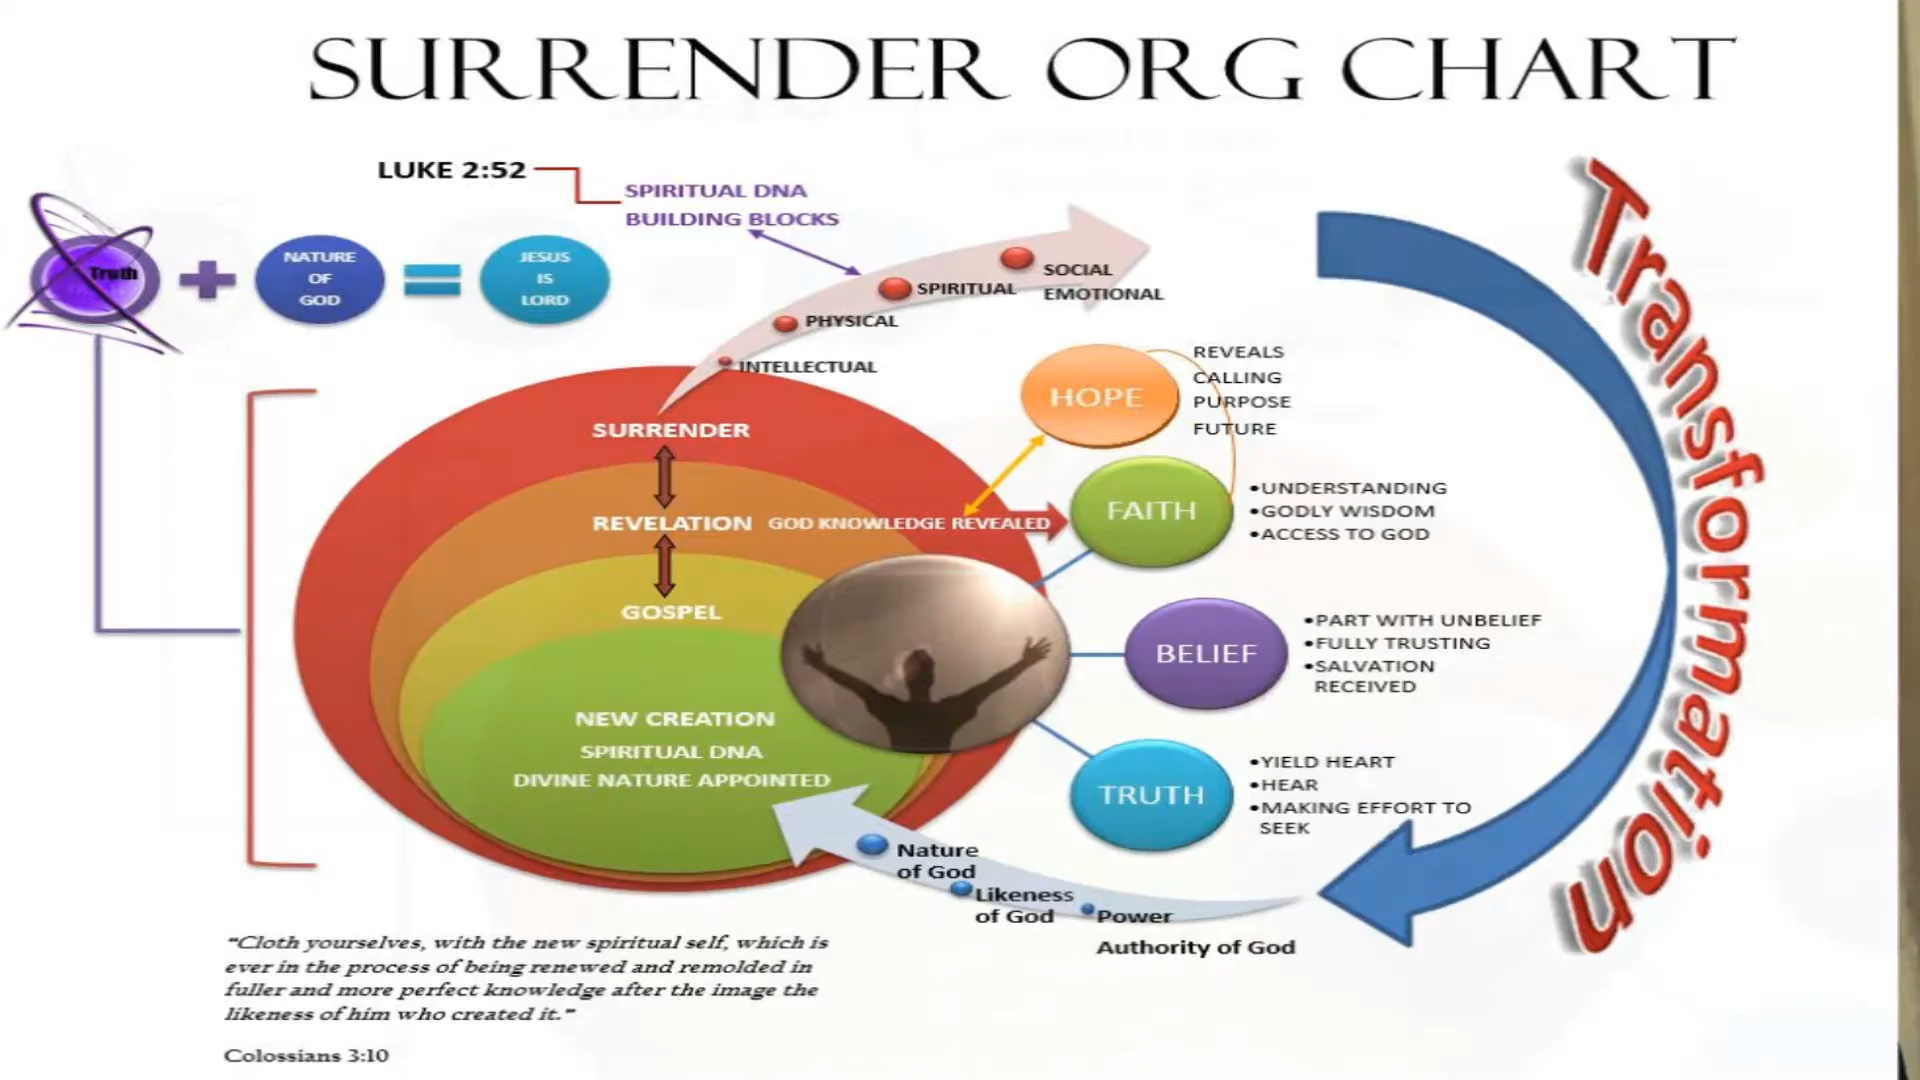 SURRENDER ORG CHART
LUKE 2:52
SPIRITUAL DNA
BUILDING BLOCKS
Truth
NATURE
OF
GOD
JESUS
IS
LORD
SOCIAL
EMOTIONAL
SPIRITUAL
PHYSICAL
INTELLECTUAL
SURRENDER
REVELATION
GOD KNOWLEDGE REVEALED
GOSPEL
NEW CREATION
SPIRITUAL DNA
DIVINE NATURE APPOINTED
HOPE
REVEALS
CALLING
PURPOSE
FUTURE
FAITH
•UNDERSTANDING
•GODLY WISDOM
•ACCESS TO GOD
BELIEF
•PART WITH UNBELIEF
•FULLY TRUSTING
•SALVATION
RECEIVED
TRUTH
•YIELD HEART
•HEAR
•MAKING EFFORT TO
SEEK
Transformation
Nature
of God
Likeness
of God
Power
Authority of God
"Cloth yourselves, with the new spiritual self, which is
ever in the process of being renewed and remolded in
fuller and more perfect knowledge after the image the
likeness of him who created it."
Colossians 3:10